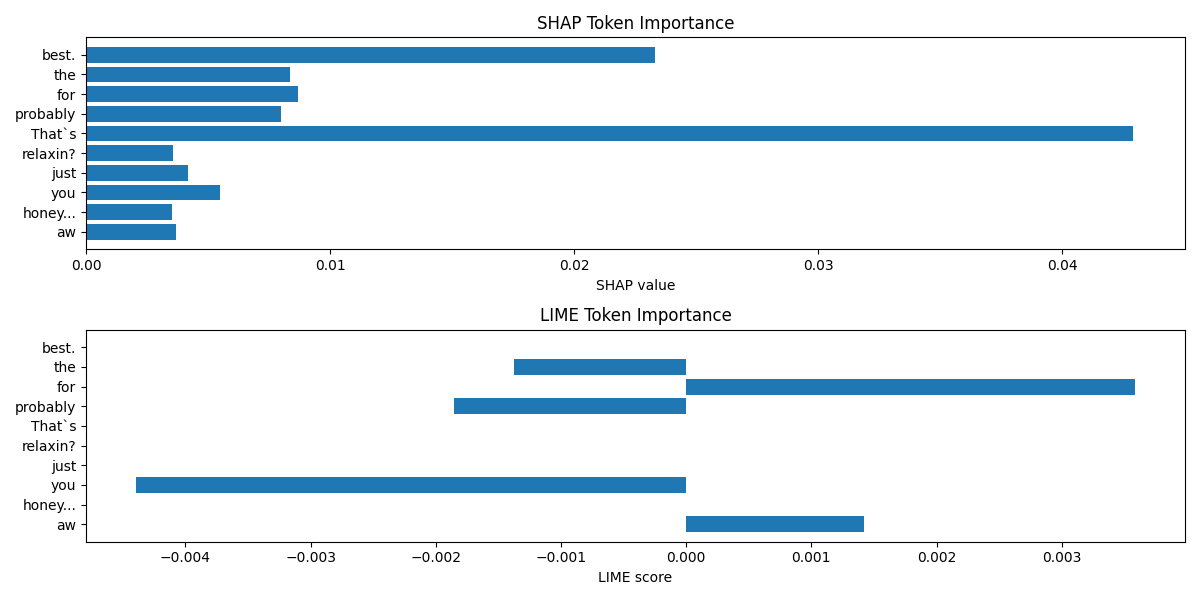 SHAP Token Importance
best.
the
for
probably
That`s
relaxin?
just
you
honey...
aw
0.00 0.01 0.02 0.03 0.04
SHAP value
LIME Token Importance
best.
the
for
probably
That`s
relaxin?
just
you
honey...
aw
−0.004 −0.003 −0.002 −0.001 0.000 0.001 0.002 0.003
LIME score